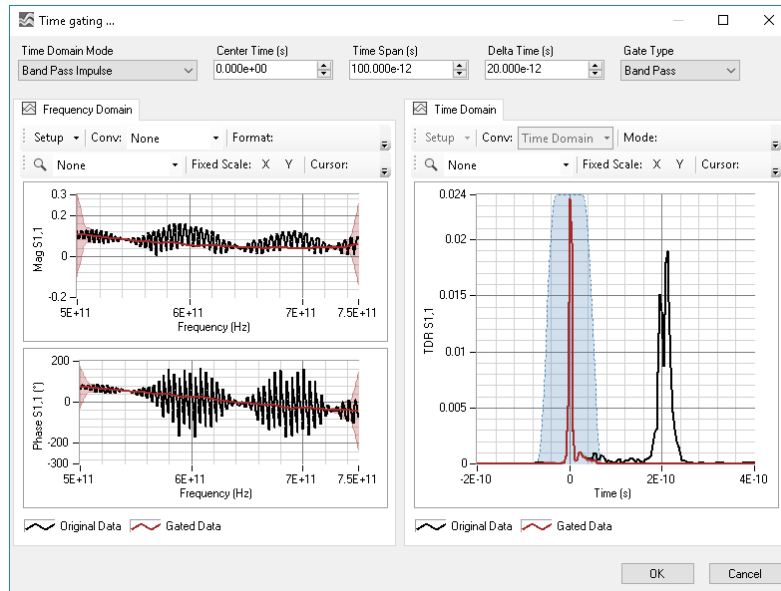 Time gating ...
Time Domain Mode Center Time (s) Time Span (s) Delta Time (s) Gate Type
Band Pass Impulse 0.000e+00 100.000e-12 20.000e-12 Band Pass
Frequency Domain
Setup Conv: None Format:
None Fixed Scale: X Y Cursor:
0.3
0.2
0
-0.2
Mag S1,1
5E+11 6E+11 7E+11 7.5E+11
Frequency (Hz)
200
0
-200
-300
Phase S1,1 (°)
5E+11 6E+11 7E+11 7.5E+11
Frequency (Hz)
Original Data Gated Data
Time Domain
Setup Conv: Time Domain Mode:
None Fixed Scale: X Y Cursor:
0.024
0.02
0.015
0.01
0.005
0
TDR S1,1
-2E-10 0 2E-10 4E-10
Time (s)
Original Data Gated Data
OK Cancel